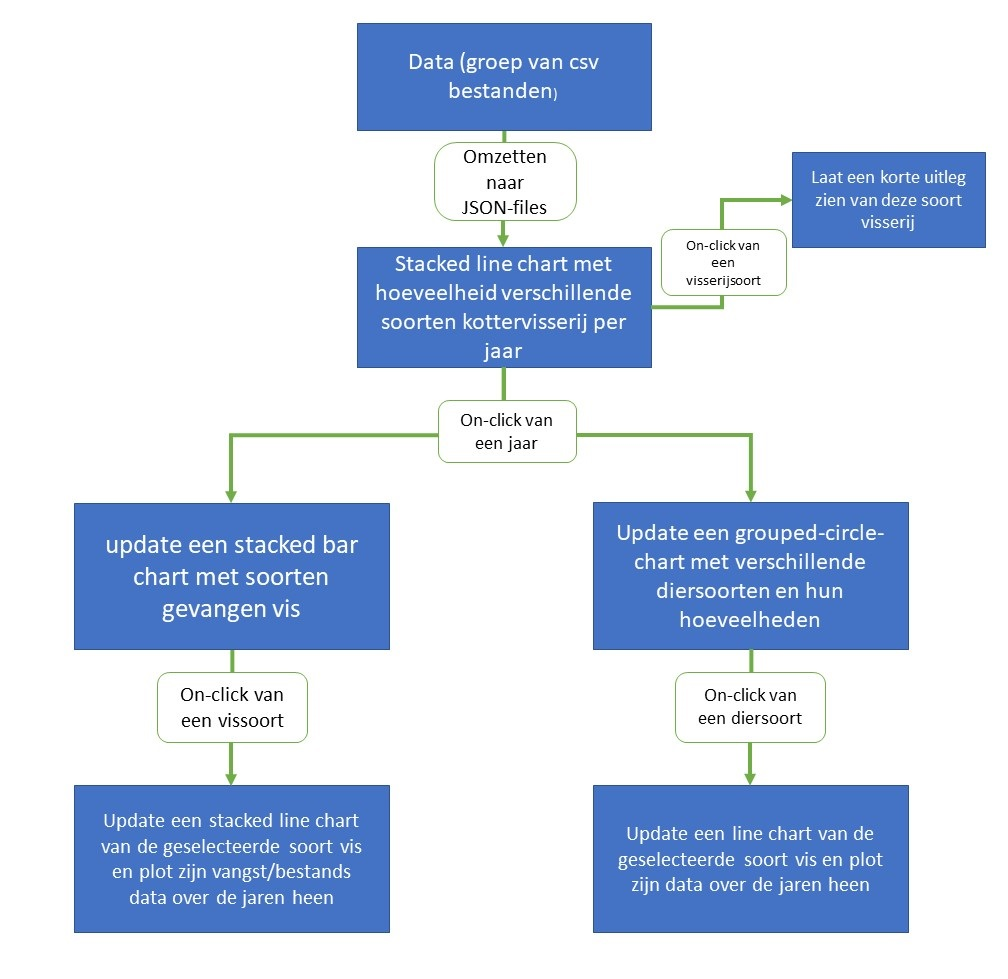 Data (groep van csv
bestanden)
Omzetten
naar
JSON-files
Laat een korte uitleg
zien van deze soort
visserij
On-click van
een
visserijsoort
Stacked line chart met
hoeveelheid verschillende
soorten kottervisserij per
jaar
On-click van
een jaar
update een stacked bar
chart met soorten
gevangen vis
Update een grouped-circle-
chart met verschillende
diersoorten en hun
hoeveelheden
On-click van
een vissoort
On-click van
een diersoort
Update een stacked line chart
van de geselecteerde soort vis
en plot zijn vangst/bestands
data over de jaren heen
Update een line chart van de
geselecteerde soort vis en plot
zijn data over de jaren heen